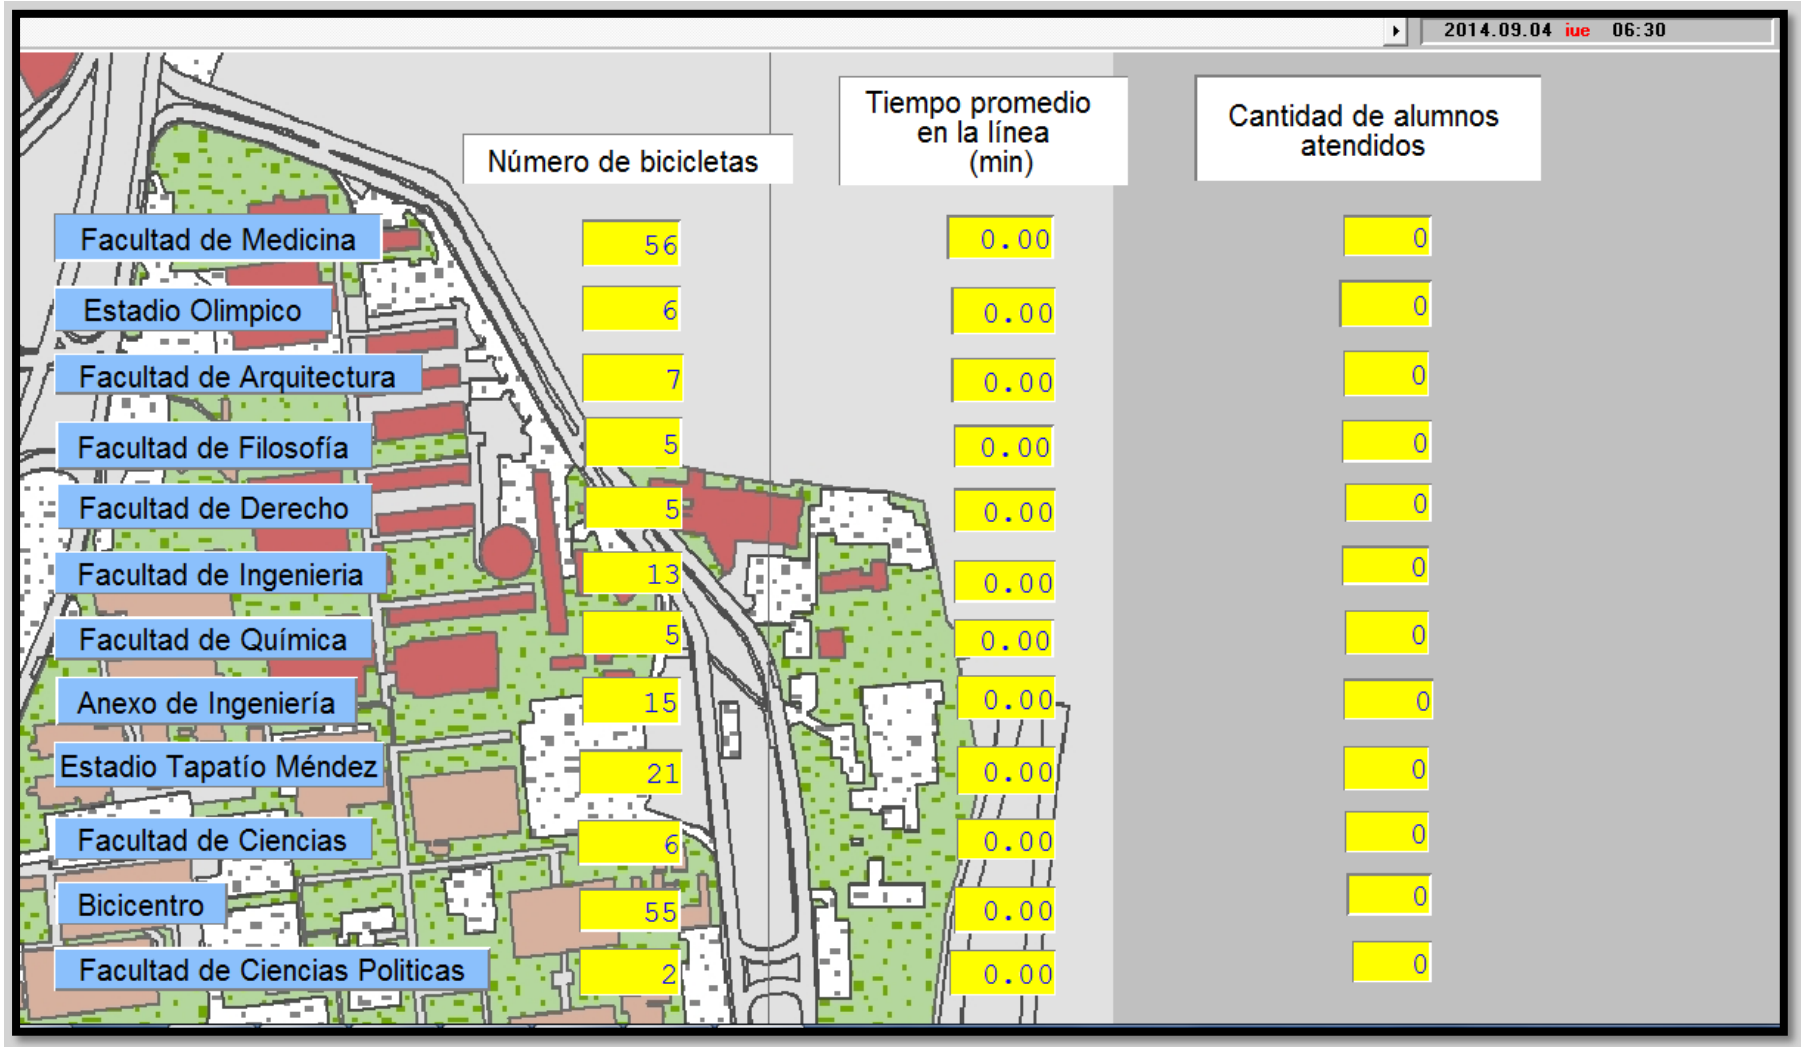 2014.09.04 iue 06:30
Tiempo promedio
en la línea
(min)
Cantidad de alumnos
atendidos
Número de bicicletas
Facultad de Medicina 56 0.00 0
Estadio Olimpico 6 0.00 0
Facultad de Arquitectura 7 0.00 0
Facultad de Filosofía 5 0.00 0
Facultad de Derecho 5 0.00 0
Facultad de Ingenieria 13 0.00 0
Facultad de Química 5 0.00 0
Anexo de Ingeniería 15 0.00 0
Estadio Tapatío Méndez 21 0.00 0
Facultad de Ciencias 6 0.00 0
Bicicentro 55 0.00 0
Facultad de Ciencias Politicas 2 0.00 0